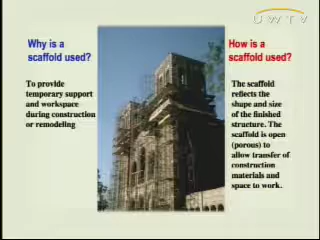 UWTV
Why is a
scaffold used?
To provide
temporary support
and workspace
during construction
or remodeling
How is a
scaffold used?
The scaffold
reflects the
shape and size
of the finished
structure. The
scaffold is open
(porous) to
allow transfer of
construction
materials and
space to work.